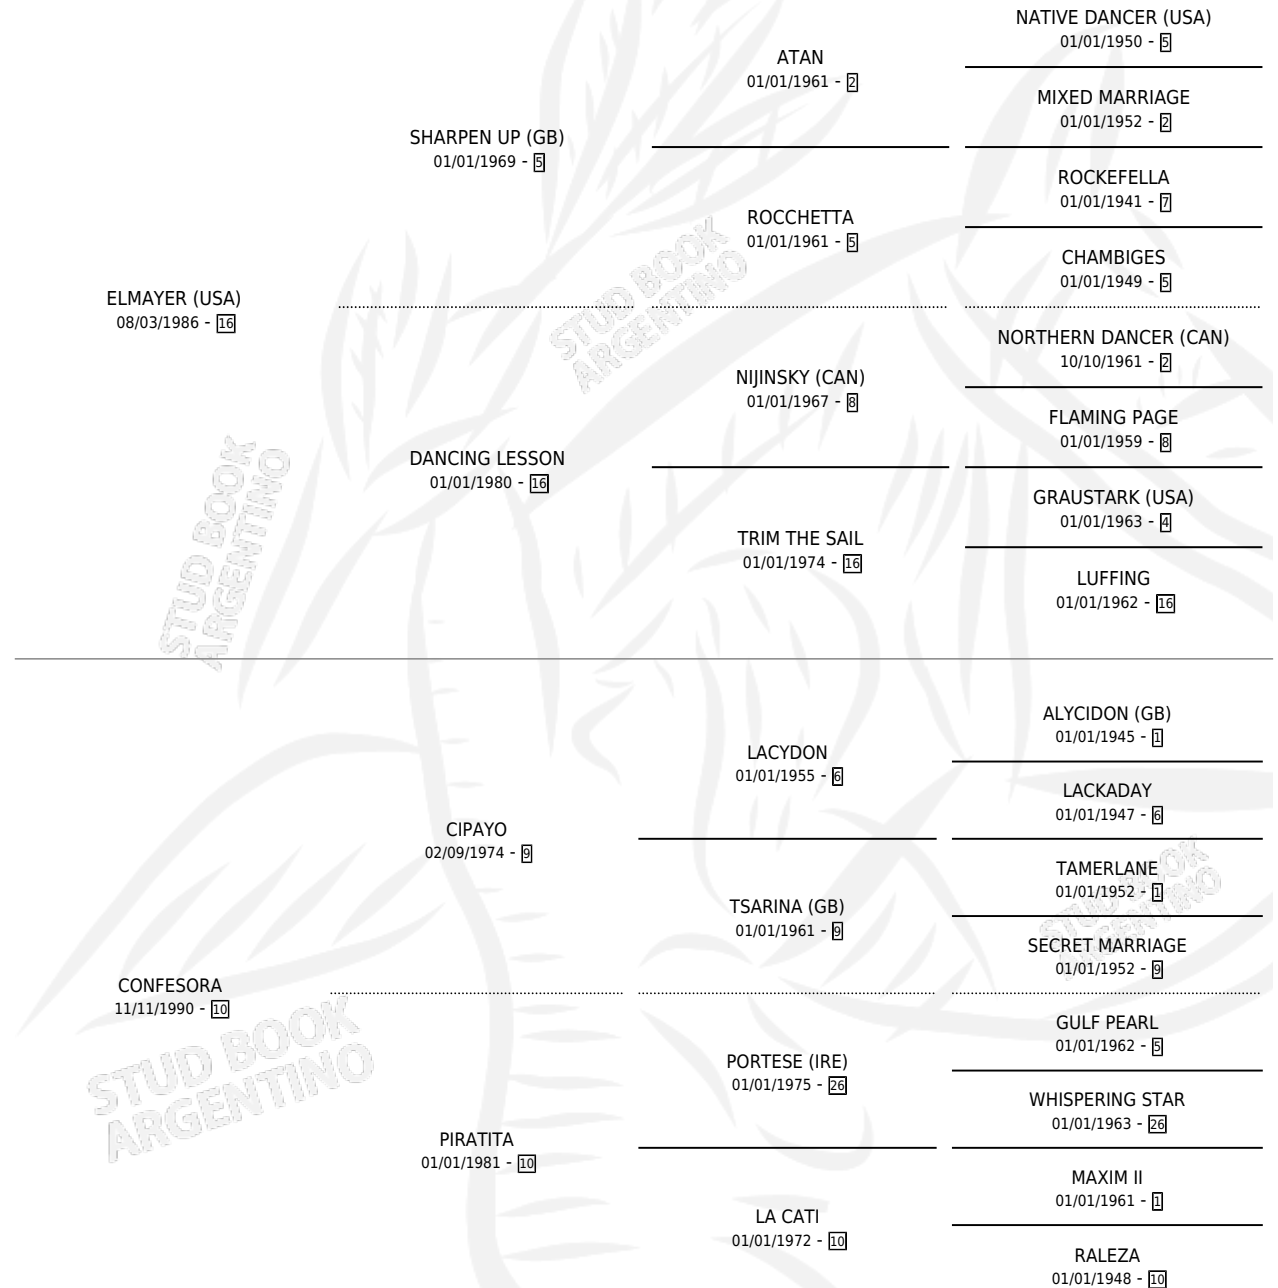 NATIVE DANCER (USA)
01/01/1950 - 5
ATAN
01/01/1961 - 2
MIXED MARRIAGE
01/01/1952 - 2
SHARPEN UP (GB)
01/01/1969 - 5
ROCKEFELLA
01/01/1941 - 7
ROCCHETTA
01/01/1961 - 5
CHAMBIGES
01/01/1949 - 5
ELMAYER (USA)
08/03/1986 - 16
NORTHERN DANCER (CAN)
10/10/1961 - 2
NIJINSKY (CAN)
01/01/1967 - 8
FLAMING PAGE
01/01/1959 - 8
DANCING LESSON
01/01/1980 - 16
GRAUSTARK (USA)
01/01/1963 - 4
TRIM THE SAIL
01/01/1974 - 16
LUFFING
01/01/1962 - 16
ALYCIDON (GB)
01/01/1945 - 1
LACYDON
01/01/1955 - 6
LACKADAY
01/01/1947 - 6
CIPAYO
02/09/1974 - 9
TAMERLANE
01/01/1952 - 1
TSARINA (GB)
01/01/1961 - 9
SECRET MARRIAGE
01/01/1952 - 9
CONFESORA
11/11/1990 - 10
GULF PEARL
01/01/1962 - 5
PORTESE (IRE)
01/01/1975 - 26
WHISPERING STAR
01/01/1963 - 26
PIRATITA
01/01/1981 - 10
MAXIM II
01/01/1961 - 1
LA CATI
01/01/1972 - 10
RALEZA
01/01/1948 - 10
STUD BOOK
ARGENTINO
STUD BOOK
ARGENTINO
STUD BOOK
ARGENTINO
STUD BOOK
ARGENTINO